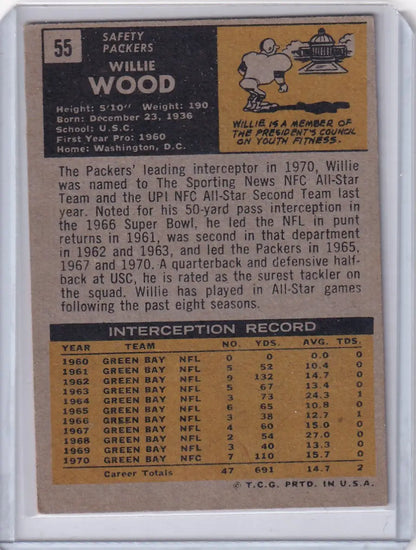 55
SAFETY
PACKERS
WILLIE
WOOD
Height: 5'10" Weight: 190
Born: December 23, 1936
School: U.S.C.
First Year Pro: 1960
Home: Washington, D.C.
WILLIE IS A MEMBER OF
THE PRESIDENT'S COUNCIL
ON YOUTH FITNESS.
The Packers' leading interceptor in 1970, Willie
was named to The Sporting News NFC All-Star
Team and the UPI NFC All-Star Second Team last
year. Noted for his 50-yard pass interception in
the 1966 Super Bowl, he led the NFL in punt
returns in 1961, was second in that department
in 1962 and 1963, and led the Packers in 1965,
1967 and 1970. A quarterback and defensive half-
back at USC, he is rated as the surest tackler on
the squad. Willie has played in All-Star games
following the past eight seasons.
INTERCEPTION RECORD
YEAR TEAM NO. YDS. AVG. TDS.
1960 GREEN BAY NFL 0 0 0.0 0
1961 GREEN BAY NFL 5 52 10.4 0
1962 GREEN BAY NFL 9 132 14.7 0
1963 GREEN BAY NFL 5 67 13.4 0
1964 GREEN BAY NFL 3 73 24.3 1
1965 GREEN BAY NFL 6 65 10.8 0
1966 GREEN BAY NFL 3 38 12.7 1
1967 GREEN BAY NFL 4 60 15.0 0
1968 GREEN BAY NFL 2 54 27.0 0
1969 GREEN BAY NFL 3 40 13.3 0
1970 GREEN BAY NFC 7 110 15.7 0
Career Totals 47 691 14.7 2
© T.C.G. PRTD. IN U.S.A.